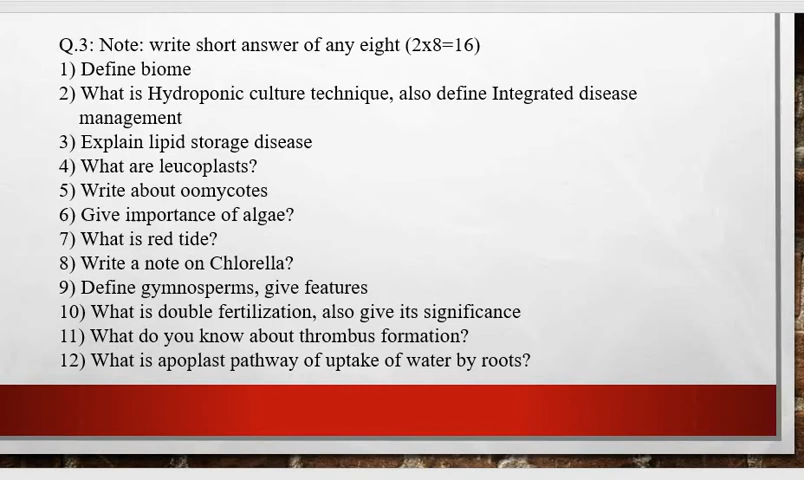 Q.3: Note: write short answer of any eight (2x8=16)
1) Define biome
2) What is Hydroponic culture technique, also define Integrated disease
management
3) Explain lipid storage disease
4) What are leucoplasts?
5) Write about oomycotes
6) Give importance of algae?
7) What is red tide?
8) Write a note on Chlorella?
9) Define gymnosperms, give features
10) What is double fertilization, also give its significance
11) What do you know about thrombus formation?
12) What is apoplast pathway of uptake of water by roots?